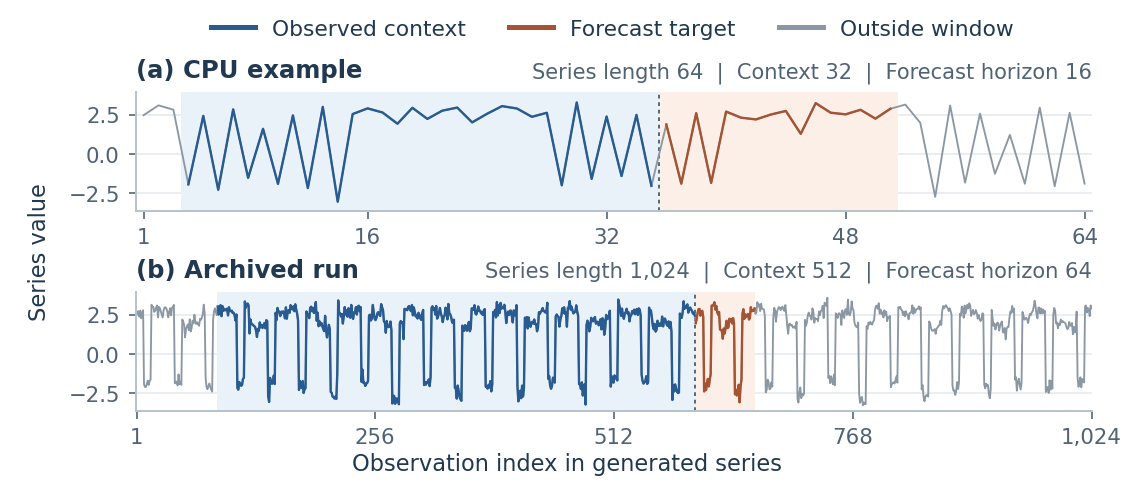 Observed context Forecast target Outside window
(a) CPU example Series length 64 | Context 32 | Forecast horizon 16
2.5
0.0
−2.5
1 16 32 48 64
Series value
(b) Archived run Series length 1,024 | Context 512 | Forecast horizon 64
2.5
0.0
−2.5
1 256 512 768 1,024
Observation index in generated series